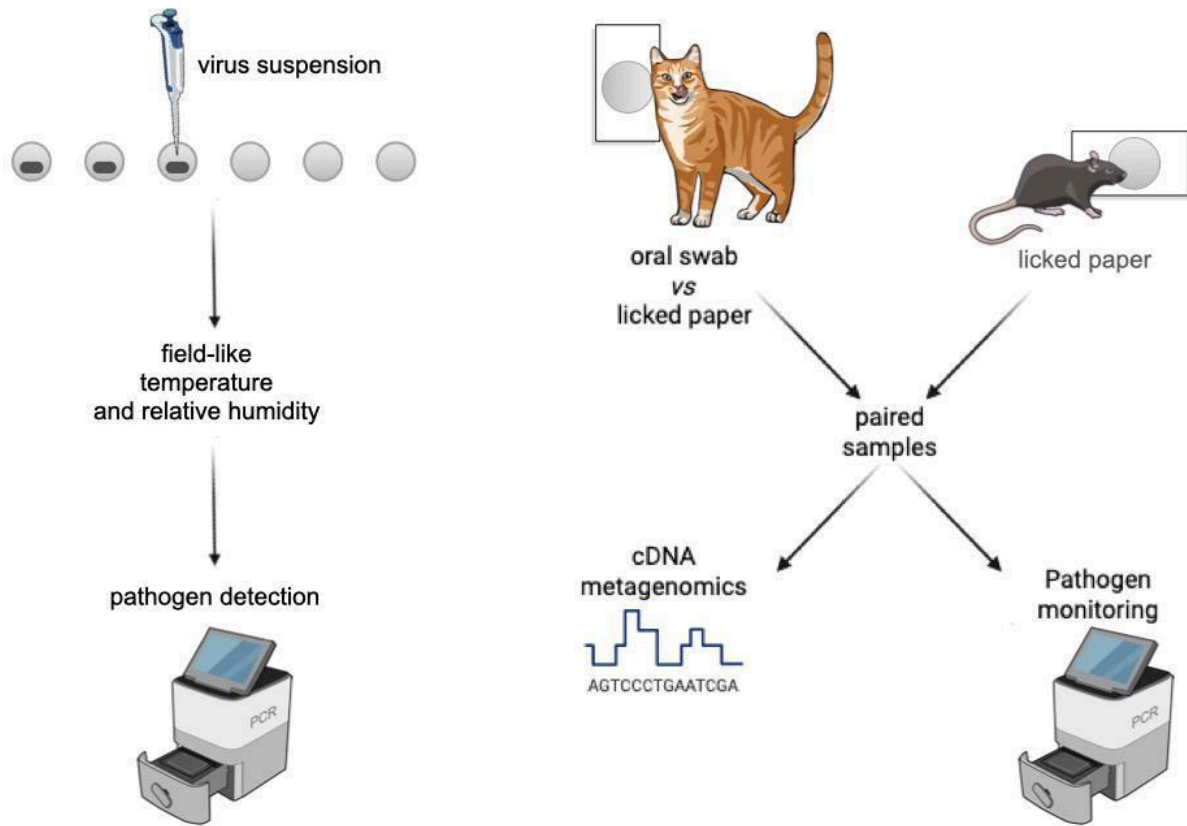 virus suspension
field-like
temperature
and relative humidity
pathogen detection
PCR
oral swab
vs
licked paper
licked paper
paired
samples
cDNA
metagenomics
AGTCCCTGAATCGA
Pathogen
monitoring
PCR